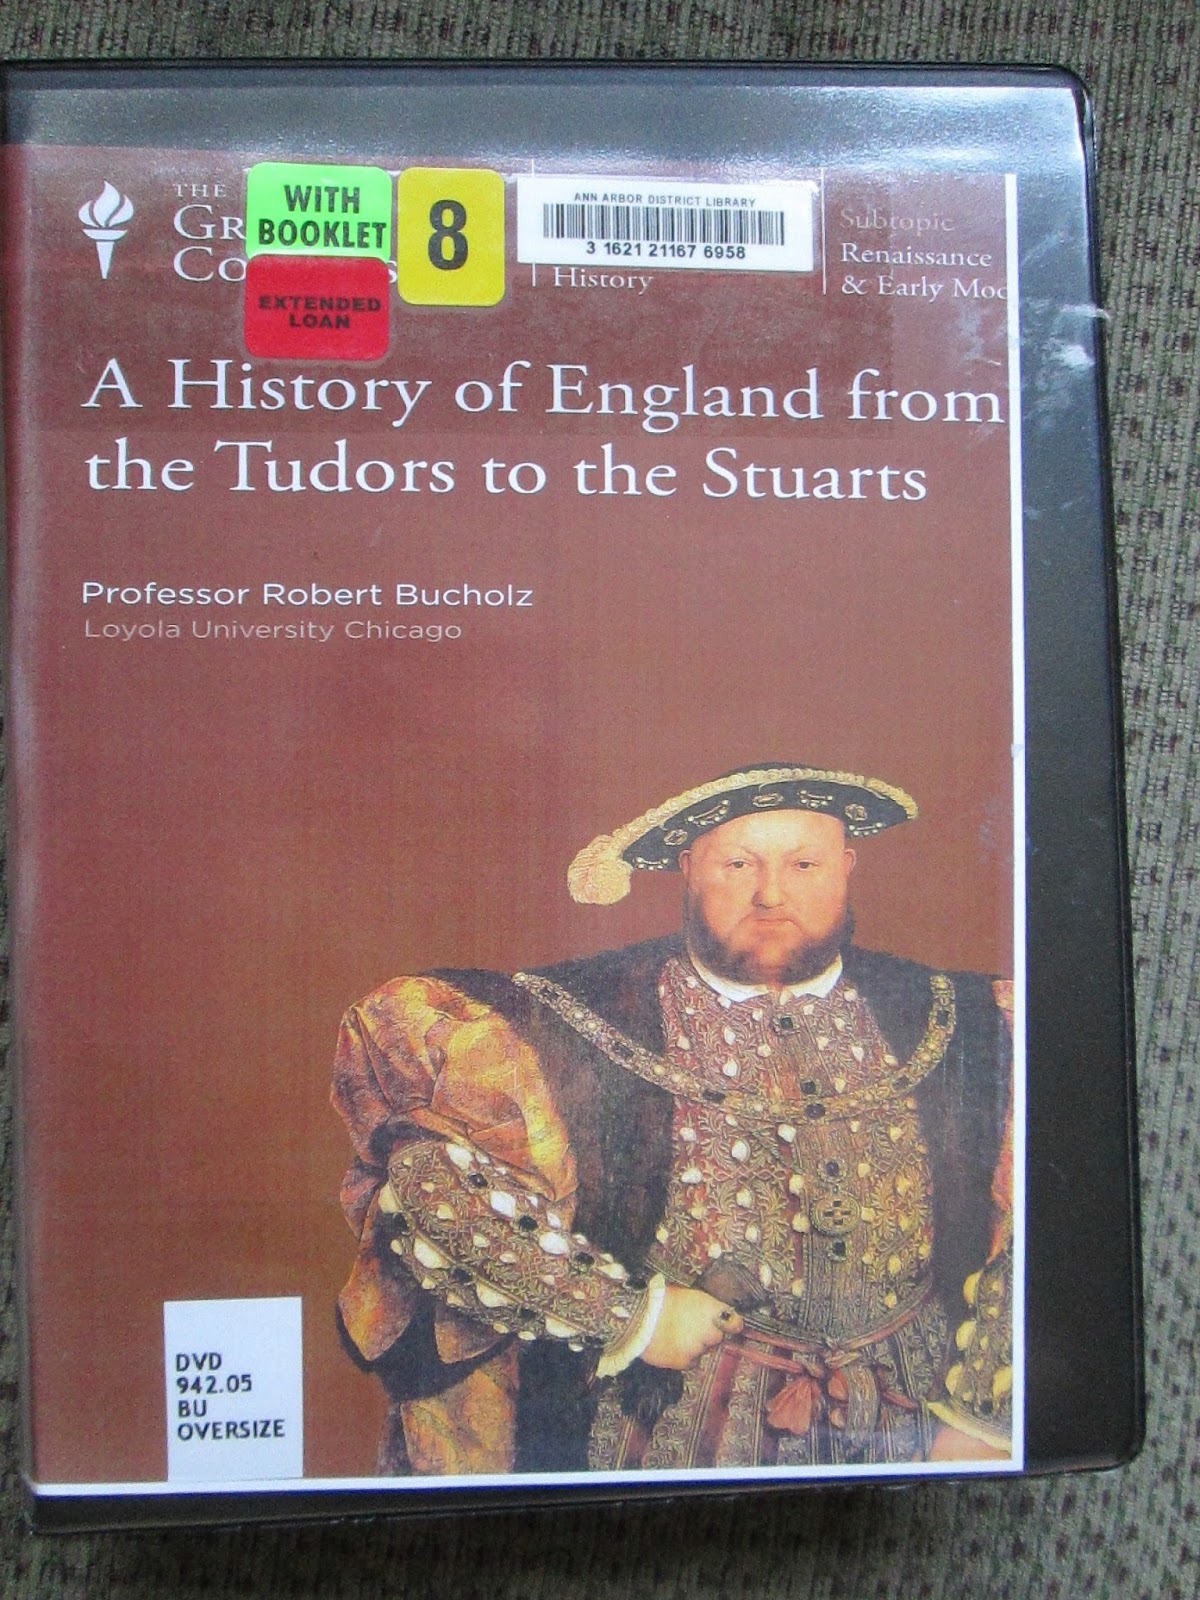 THE
WITH
BOOKLET
EXTENDED
LOAN
8
ANN ARBOR DISTRICT LIBRARY
3 1621 21167 6958
History
Subtopic
Renaissance
& Early
A History of England from
the Tudors to the Stuarts
Professor Robert Bucholz
Loyola University Chicago
DVD
942.05
BU
OVERSIZE